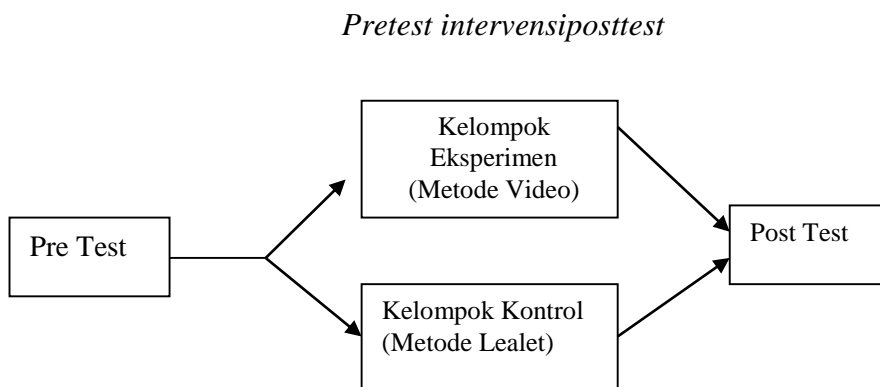 Pretest intervensiposttest
Kelompok
Eksperimen
(Metode Video)
Pre Test
Post Test
Kelompok Kontrol
(Metode Lealet)